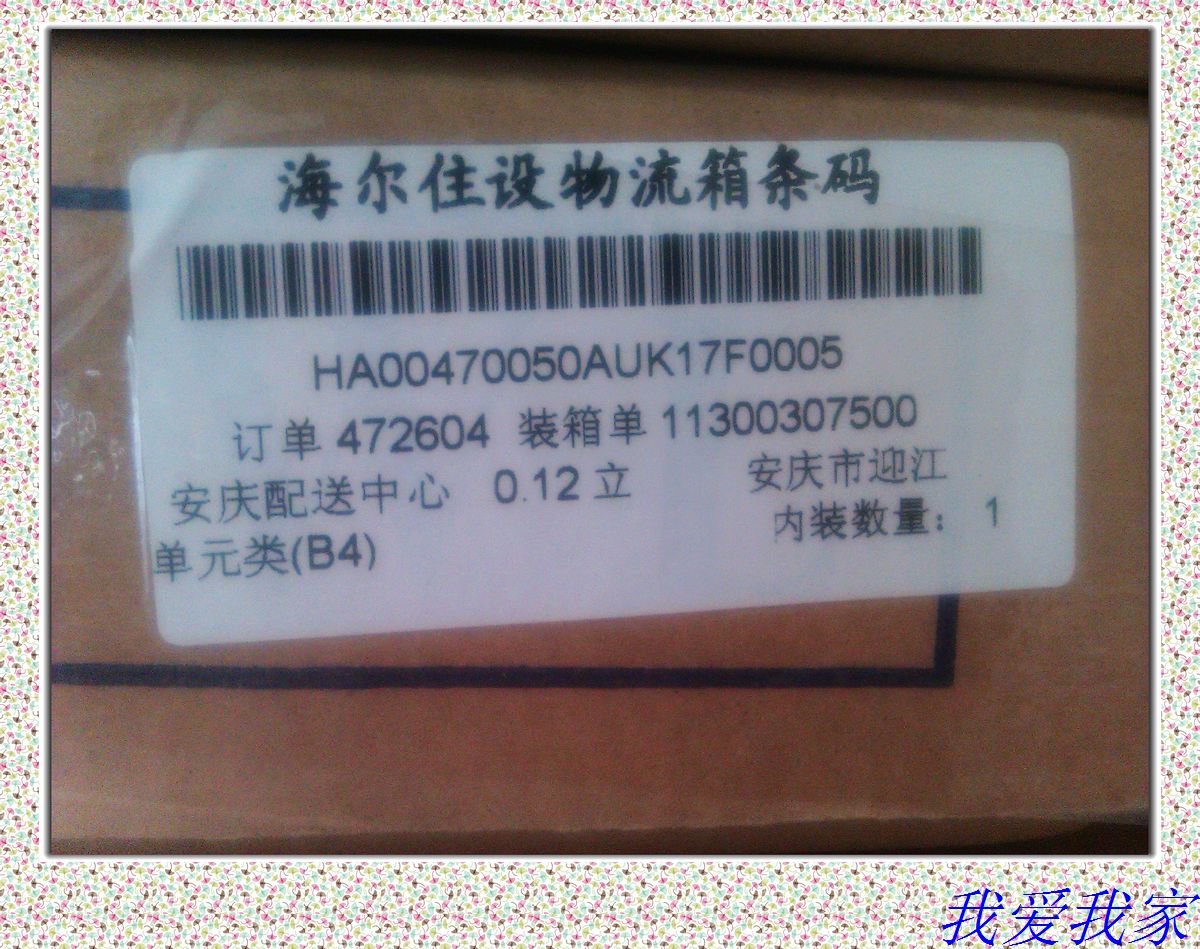 海尔住设物流箱条码
HA00470050AUK17F0005
订单 472604 装箱单 11300307500
安庆配送中心 0.12 立 安庆市迎江
单元类(B4) 内装数量： 1
我爱我家